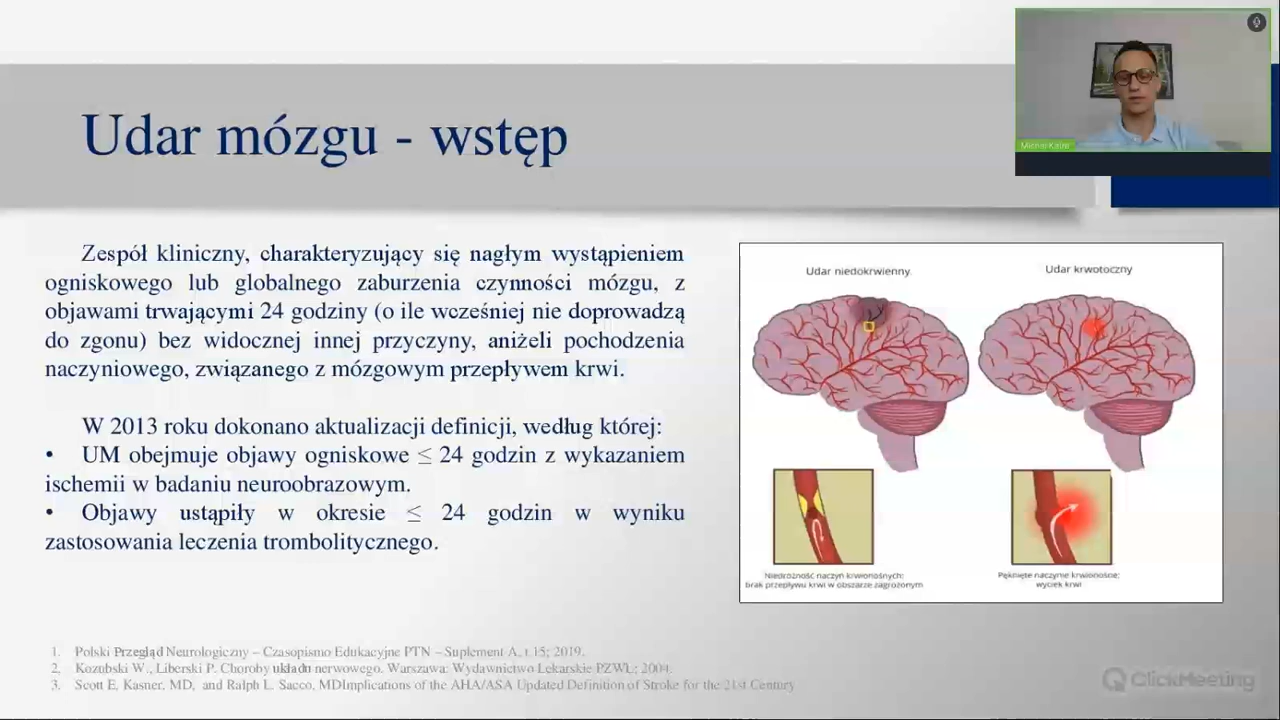 Udar mózgu - wstęp
Zespół kliniczny, charakteryzujący się nagłym wystąpieniem
ogniskowego lub globalnego zaburzenia czynności mózgu, z
objawami trwającymi 24 godziny (o ile wcześniej nie doprowadzą
do zgonu) bez widocznej innej przyczyny, aniżeli pochodzenia
naczyniowego, związanego z mózgowym przepływem krwi.
W 2013 roku dokonano aktualizacji definicji, według której:
• UM obejmuje objawy ogniskowe ≤ 24 godzin z wykazaniem
ischemii w badaniu neuroobrazowym.
• Objawy ustąpiły w okresie ≤ 24 godzin w wyniku
zastosowania leczenia trombolitycznego.
Udar niedokrwienny
Udar krwotoczny
Niedrożność naczyń krwionośnych:
brak przepływu krwi w obszarze zagrożonym
Pęknięte naczynie krwionośne:
wyciek krwi
1. Polski Przegląd Neurologiczny – Czasopismo Edukacyjne PTN – Suplement A, t 15; 2019.
2. Kozubski W., Liberski P. Choroby układu nerwowego. Warszawa: Wydawnictwo Lekarskie PZWL; 2004.
3. Scott E. Kasner, MD, and Ralph L. Sacco, MDImplications of the AHA/ASA Updated Definition of Stroke for the 21st Century
ClickMeeting